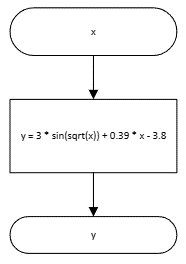 x
y = 3 * sin(sqrt(x)) + 0.39 * x - 3.8
y